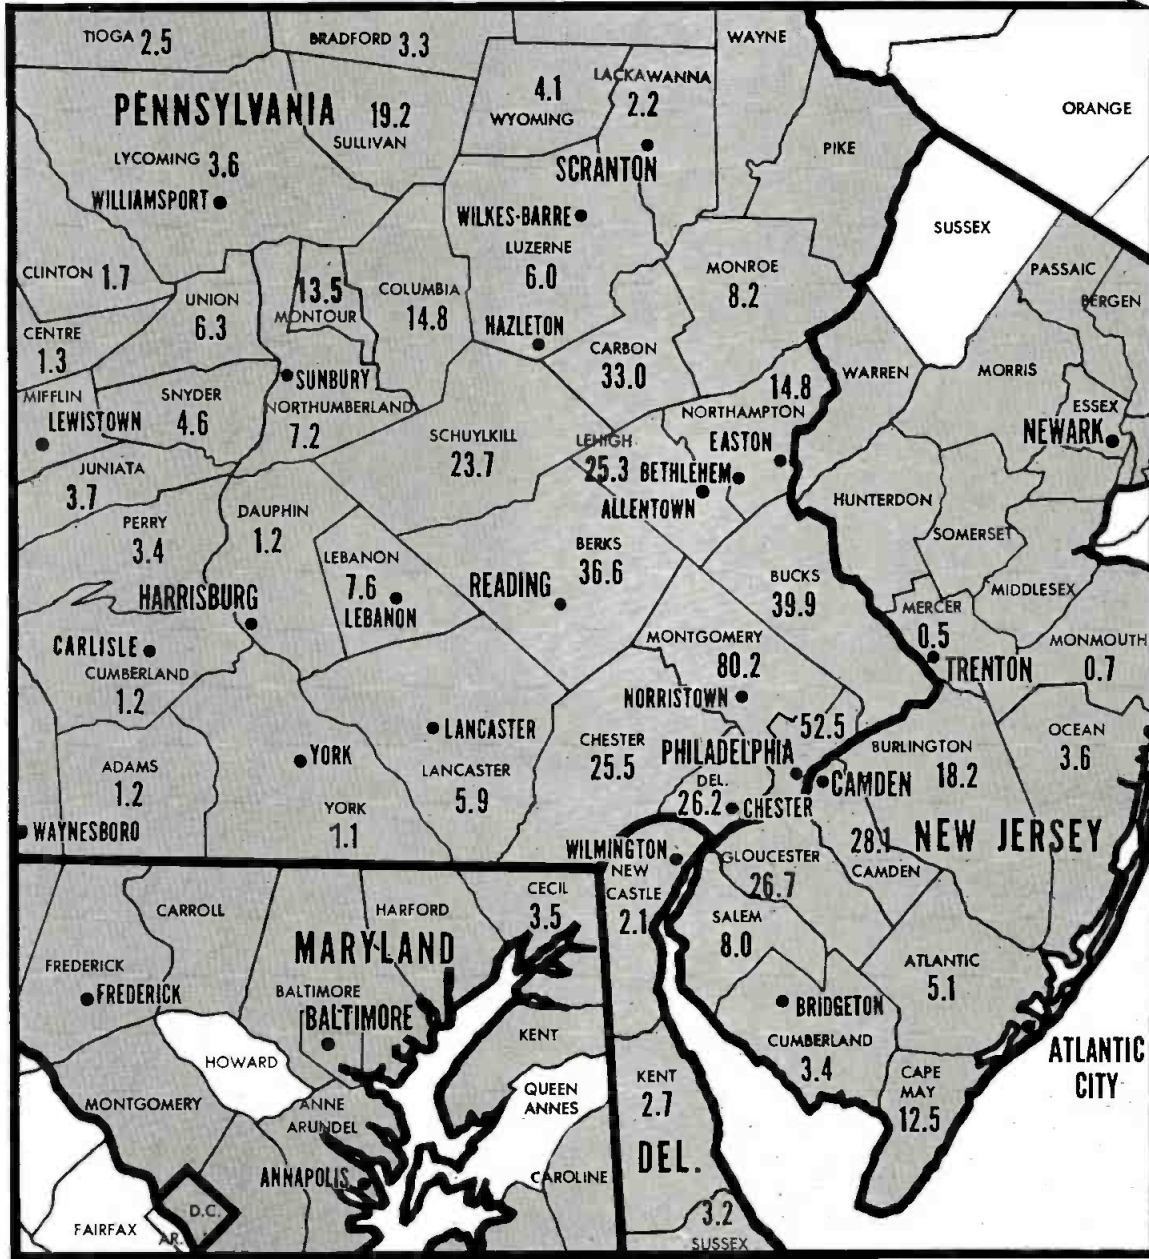 TIOGA 2.5
BRADFORD 3.3
WAYNE
4.1
WYOMING
LACKAWANNA
2.2
ORANGE
PENNSYLVANIA
19.2
SULLIVAN
PIKE
LYCOMING 3.6
SCRANTON
WILLIAMSPORT
WILKES-BARRE
SUSSEX
LUZERNE
6.0
CLINTON 1.7
UNION
6.3
13.5
MONTOUR
COLUMBIA
14.8
MONROE
8.2
PASSAIC
BERGEN
HAZLETON
CENTRE
1.3
CARBON
33.0
WARREN
MORRIS
MIFFLIN
LEWISTOWN
SNYDER
4.6
SUNBURY
NORTHUMBERLAND
7.2
14.8
NORTHAMPTON
EASTON
ESSEX
NEWARK
SCHUYLKILL
23.7
LEHIGH
25.3
BETHLEHEM
ALLENTOWN
JUNIATA
3.7
HUNTERDON
PERRY
3.4
DAUPHIN
1.2
SOMERSET
LEBANON
7.6
LEBANON
BERKS
36.6
READING
BUCKS
39.9
MIDDLESEX
HARRISBURG
MERCER
0.5
TRENTON
MONMOUTH
0.7
CARLISLE
CUMBERLAND
1.2
MONTGOMERY
80.2
NORRISTOWN
LANCASTER
LANCASTER
5.9
CHESTER
25.5
52.5
PHILADELPHIA
BURLINGTON
18.2
OCEAN
3.6
ADAMS
1.2
YORK
YORK
1.1
DEL.
26.2
CHESTER
CAMDEN
WAYNESBORO
28.1
CAMDEN
NEW JERSEY
WILMINGTON
NEW
CASTLE
2.1
GLOUCESTER
26.7
CECIL
3.5
CARROLL
HARFORD
SALEM
8.0
MARYLAND
FREDERICK
FREDERICK
ATLANTIC
5.1
BALTIMORE
BALTIMORE
BRIDGETON
CUMBERLAND
3.4
KENT
HOWARD
ATLANTIC
CITY
MONTGOMERY
KENT
2.7
CAPE
MAY
12.5
QUEEN
ANNES
ANNE
ARUNDEL
DEL.
ANNAPOLIS
CAROLINE
D.C.
FAIRFAX
AR.
3.2
SUSSEX